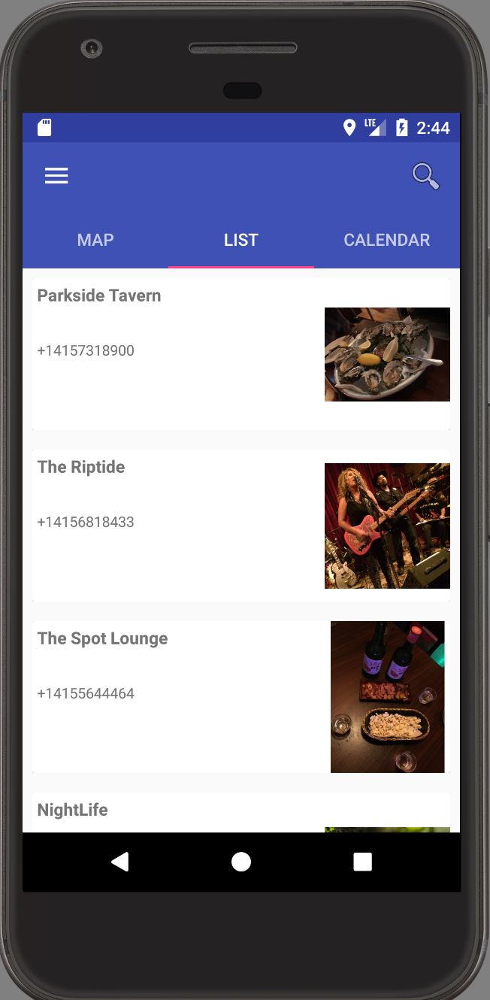 LTE 2:44
MAP LIST CALENDAR
Parkside Tavern
+14157318900
The Riptide
+14156818433
The Spot Lounge
+14155644464
NightLife